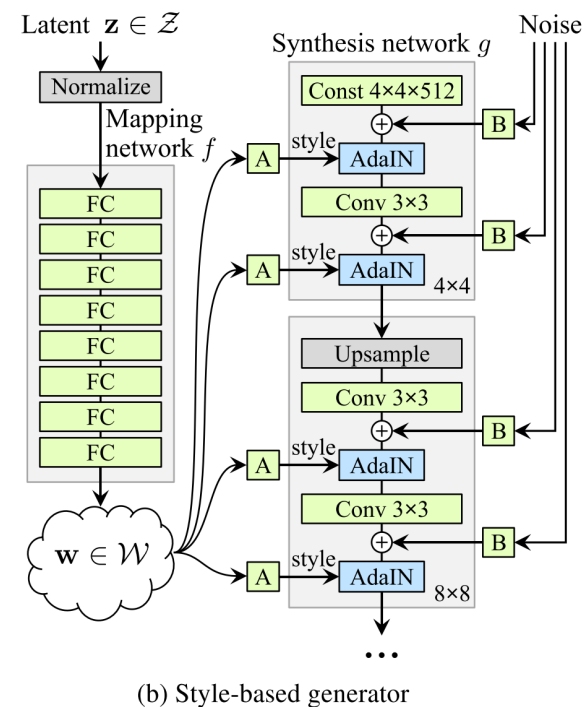 Latent z ∈ 𝒵
Normalize
Mapping
network f
FC
FC
FC
FC
FC
FC
FC
FC
w ∈ 𝒲
A
A
A
A
style
style
style
style
Synthesis network g
Const 4×4×512
+
AdaIN
Conv 3×3
+
AdaIN
4×4
Upsample
Conv 3×3
+
AdaIN
Conv 3×3
+
AdaIN
8×8
...
Noise
B
B
B
B
(b) Style-based generator